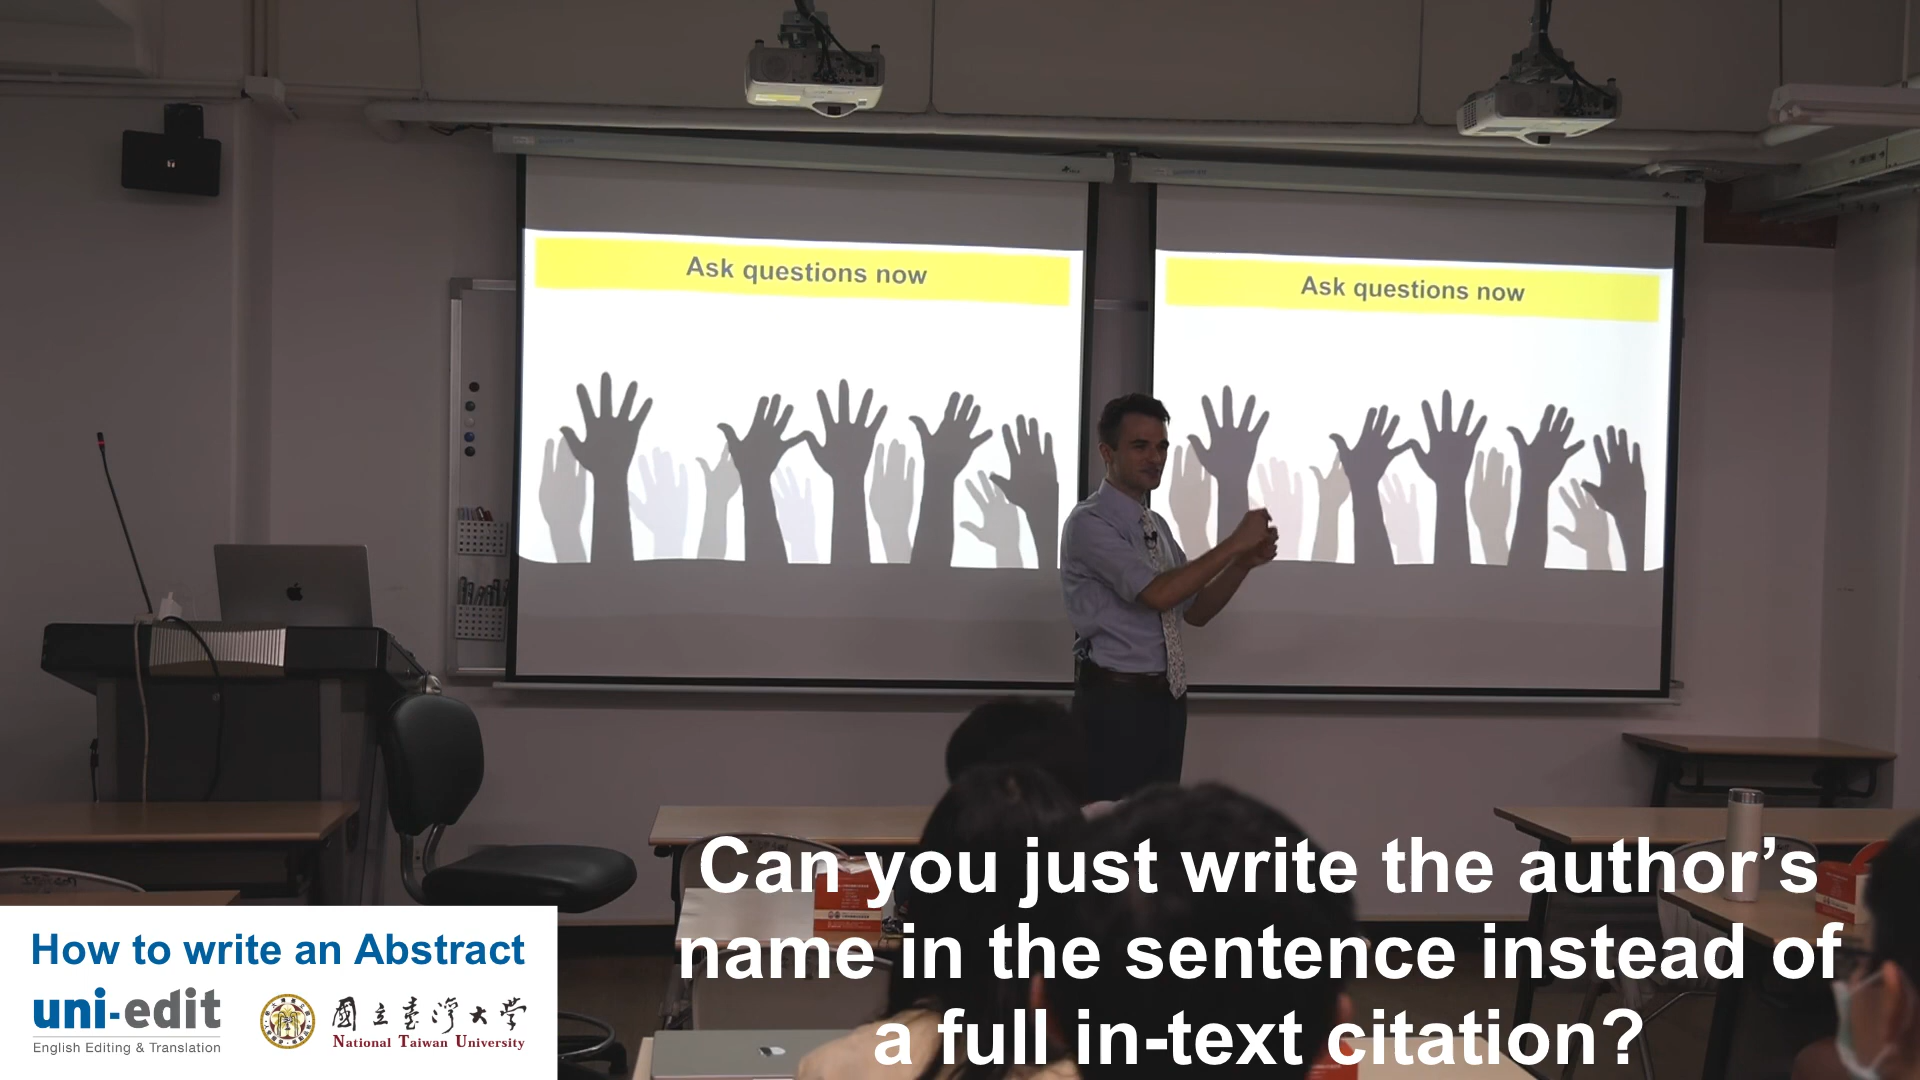 Ask questions now
Ask questions now
Can you just write the author's
name in the sentence instead of
a full in-text citation?
How to write an Abstract
uni-edit
English Editing & Translation
國立臺灣大學
National Taiwan University